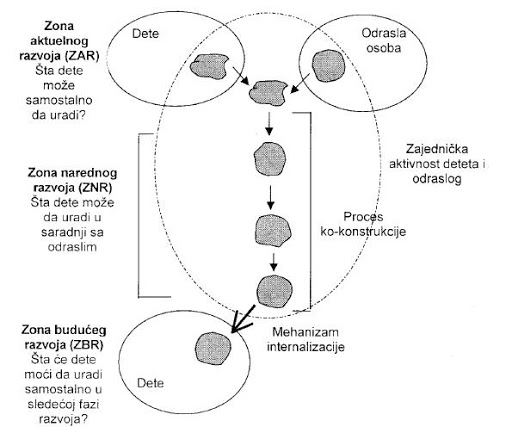 Zona
aktuelnog
razvoja (ZAR)
Šta dete
može
samostalno
da uradi?
Dete
Odrasla
osoba
Zajednička
aktivnost deteta i
odraslog
Zona narednog
razvoja (ZNR)
Šta dete može
da uradi u
saradnji sa
odraslim
Proces
ko-konstrukcije
Mehanizam
internalizacije
Zona budućeg
razvoja (ZBR)
Šta će dete
moći da uradi
samostalno u
sledećoj fazi
razvoja?
Dete